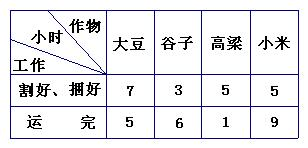 作物
小时
工作
大豆 谷子 高梁 小米
割好、捆好 7 3 5 5
运 完 5 6 1 9